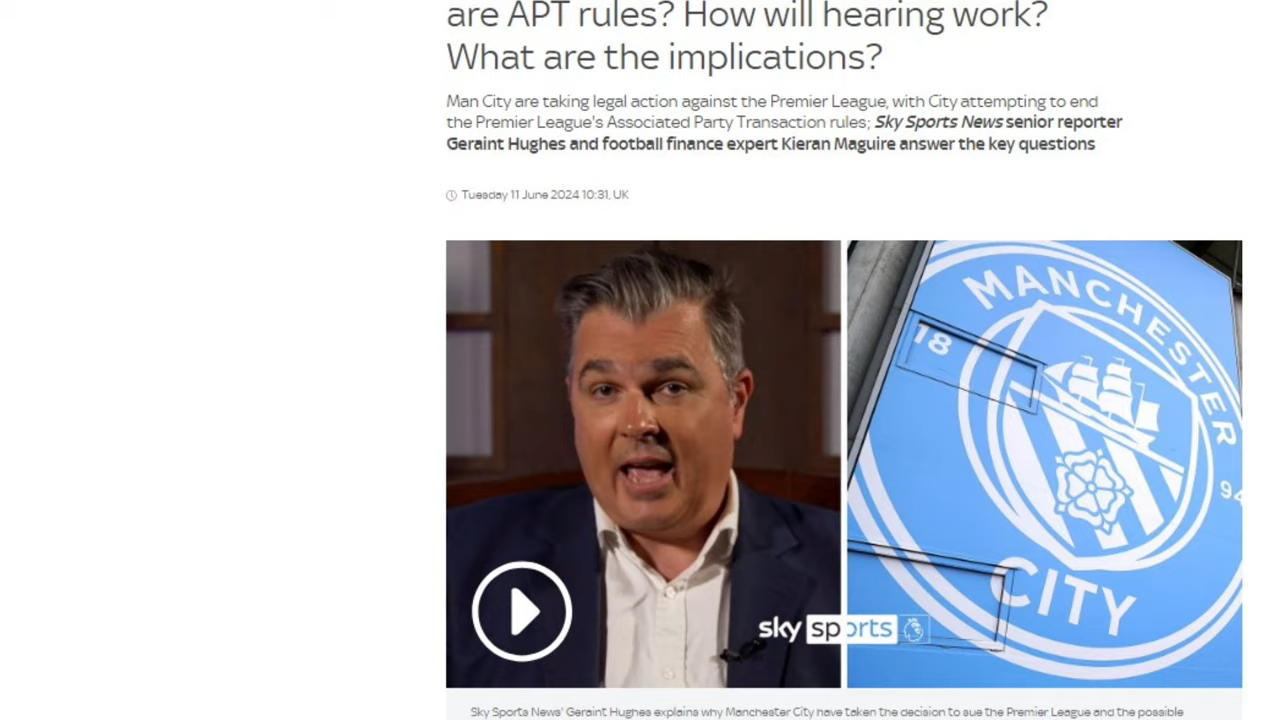 are APT rules? How will hearing work?
What are the implications?
Man City are taking legal action against the Premier League, with City attempting to end
the Premier League's Associated Party Transaction rules; Sky Sports News senior reporter
Geraint Hughes and football finance expert Kieran Maguire answer the key questions
Tuesday 11 June 2024 10:31, UK
MANCHESTER
18
94
CITY
sky sports
Sky Sports News' Geraint Hughes explains why Manchester City have taken the decision to sue the Premier League and the possible